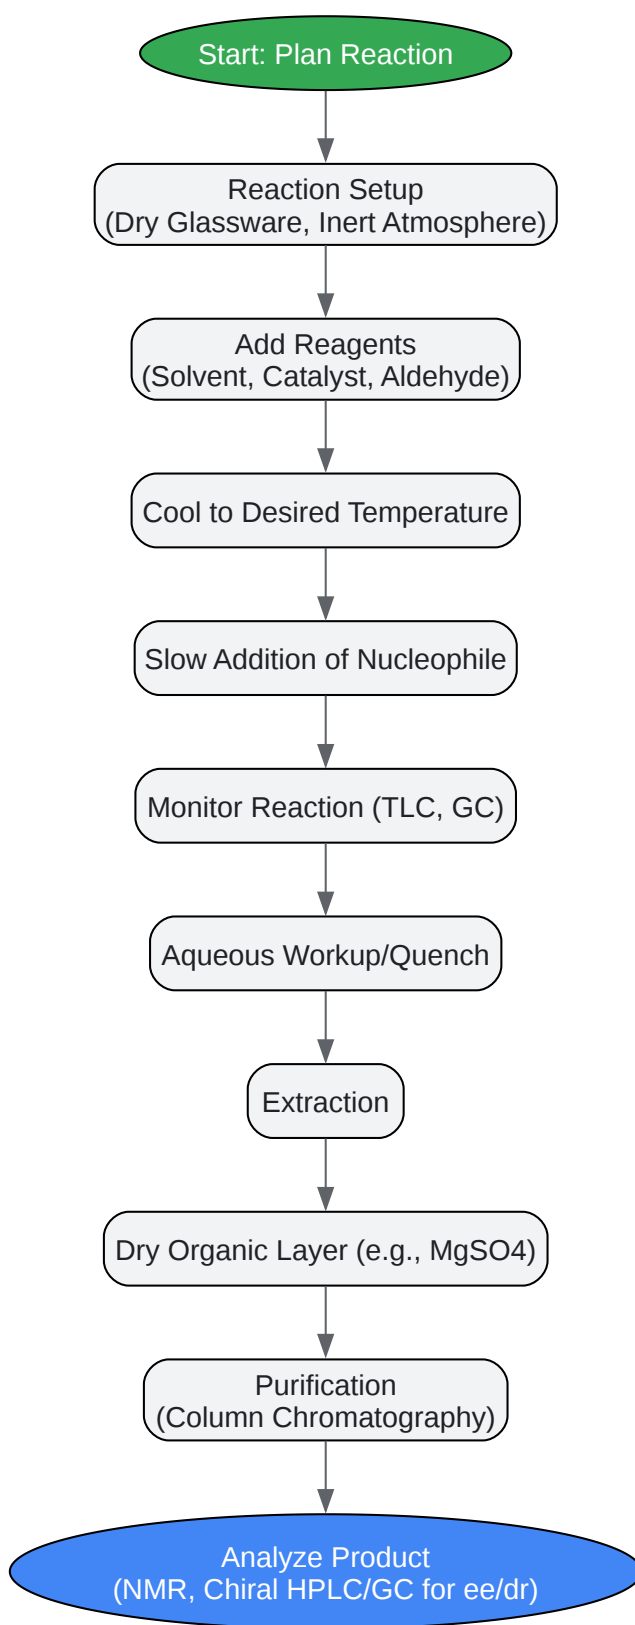 Start: Plan Reaction
Reaction Setup
(Dry Glassware, Inert Atmosphere)
Add Reagents
(Solvent, Catalyst, Aldehyde)
Cool to Desired Temperature
Slow Addition of Nucleophile
Monitor Reaction (TLC, GC)
Aqueous Workup/Quench
Extraction
Dry Organic Layer (e.g., MgSO4)
Purification
(Column Chromatography)
Analyze Product
(NMR, Chiral HPLC/GC for ee/dr)